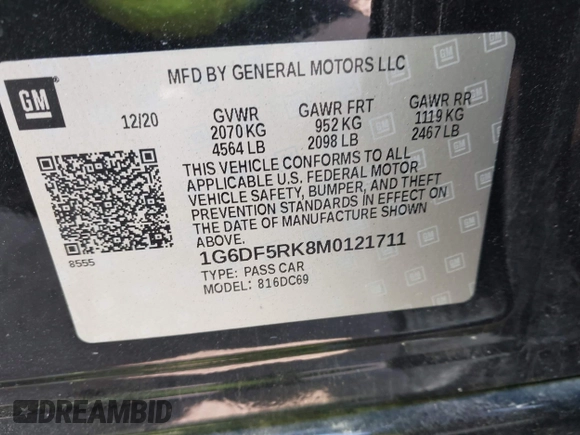 GM
MFD BY GENERAL MOTORS LLC
12/20 GVWR GAWR FRT GAWR RR
2070 KG 952 KG 1119 KG
4564 LB 2098 LB 2467 LB
THIS VEHICLE CONFORMS TO ALL
APPLICABLE U.S. FEDERAL MOTOR
VEHICLE SAFETY, BUMPER, AND THEFT
PREVENTION STANDARDS IN EFFECT ON
THE DATE OF MANUFACTURE SHOWN
ABOVE.
8555
1G6DF5RK8M0121711
TYPE: PASS CAR
MODEL: 816DC69
DREAMBID